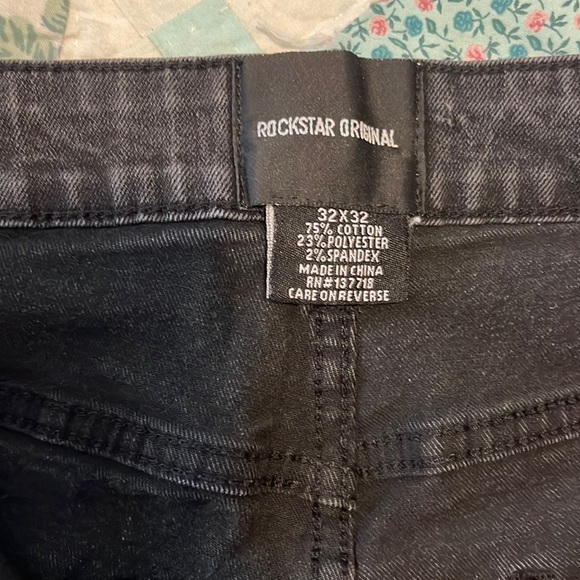 ROCKSTAR ORIGINAL
32X32
75% COTTON
23% POLYESTER
2% SPANDEX
MADE IN CHINA
RN#137718
CARE ON REVERSE